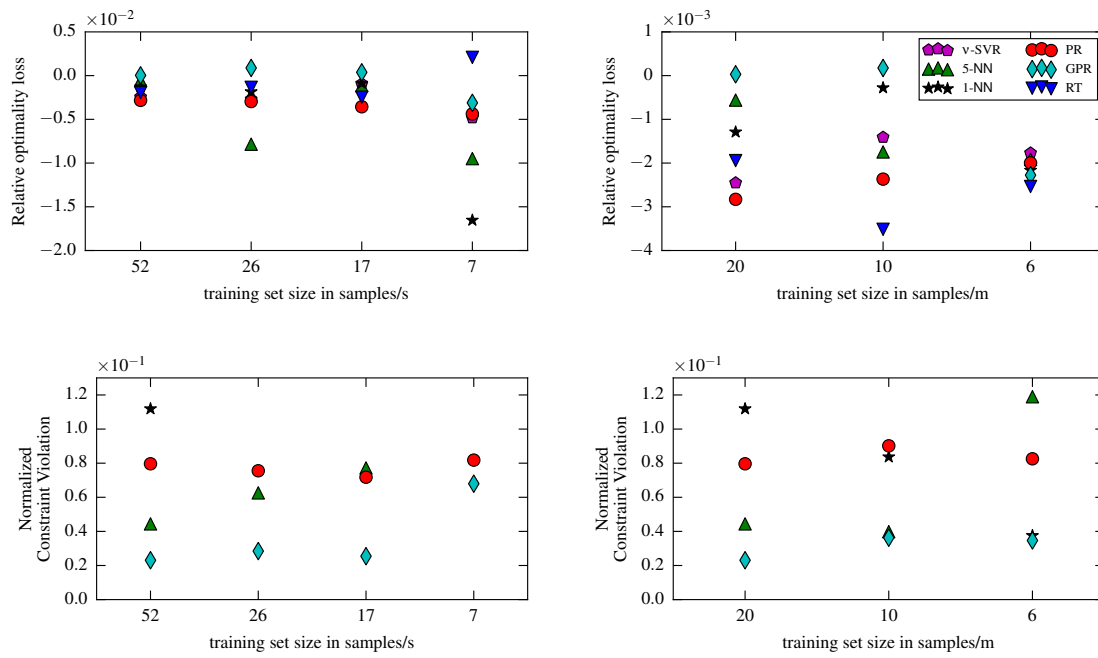 ×10⁻²
0.5
0.0
−0.5
−1.0
−1.5
−2.0
Relative optimality loss
52 26 17 7
training set size in samples/s
×10⁻³
1
0
−1
−2
−3
−4
Relative optimality loss
ν-SVR PR
5-NN GPR
1-NN RT
20 10 6
training set size in samples/m
×10⁻¹
1.2
1.0
0.8
0.6
0.4
0.2
0.0
Normalized
Constraint Violation
52 26 17 7
training set size in samples/s
×10⁻¹
1.2
1.0
0.8
0.6
0.4
0.2
0.0
Normalized
Constraint Violation
20 10 6
training set size in samples/m